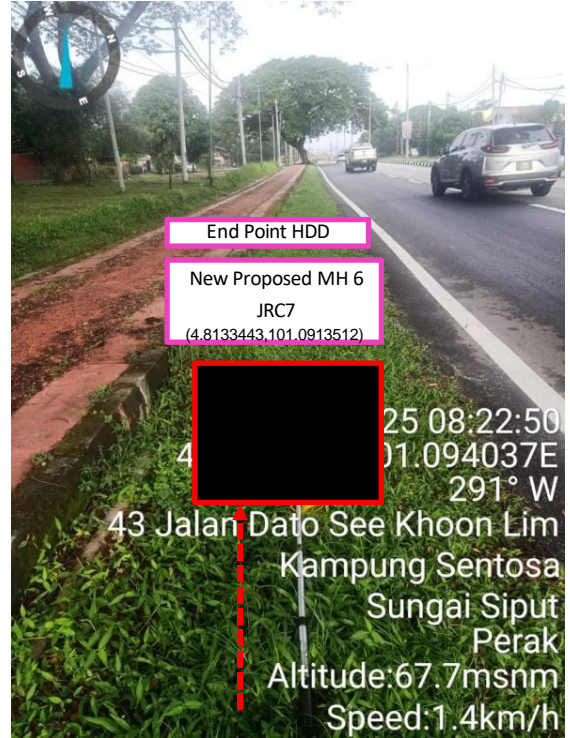 W
N
S
E
End Point HDD
New Proposed MH 6
JRC7
(4.8133443,101.0913512)
25 08:22:50
4 01.094037E
291° W
43 Jalan Dato See Khoon Lim
Kampung Sentosa
Sungai Siput
Perak
Altitude:67.7msnm
Speed:1.4km/h